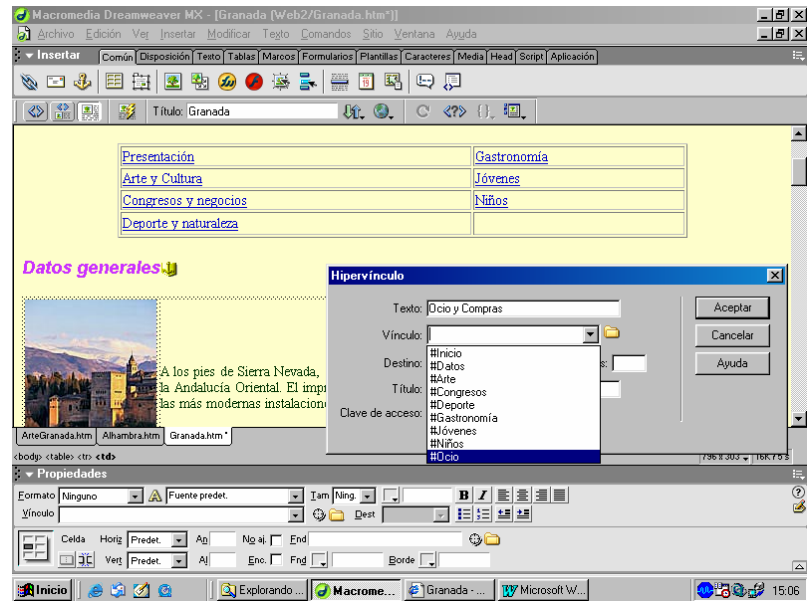 Macromedia Dreamweaver MX - [Granada (Web2/Granada.htm*)]
Archivo Edición Ver Insertar Modificar Texto Comandos Sitio Ventana Ayuda
Insertar Común Disposición Texto Tablas Marcos Formularios Plantillas Caracteres Media Head Script Aplicación
Título: Granada
Presentación Gastronomía
Arte y Cultura Jóvenes
Congresos y negocios Niños
Deporte y naturaleza
Datos generales
Hipervínculo
Texto: Ocio y Compras Aceptar
Vínculo: Cancelar
Destino: s: Ayuda
Título:
Clave de acceso:
#Inicio
#Datos
#Arte
#Congresos
#Deporte
#Gastronomía
#Jóvenes
#Niños
#Ocio
A los pies de Sierra Nevada,
la Andalucía Oriental. El impr
las más modernas instalacion
ArteGranada.htm Alhambra.htm Granada.htm*
<body> <table> <tr> <td> 796 x 303 16K / 5 s
Propiedades
Formato Ninguno Fuente predet. Tam Ning. B I
Vínculo Dest
Celda Horiz Predet. An No aj. End
Vert Predet. Al Enc. Fnd Borde
Inicio Explorando ... Macrome... Granada - ... Microsoft W... 15:06